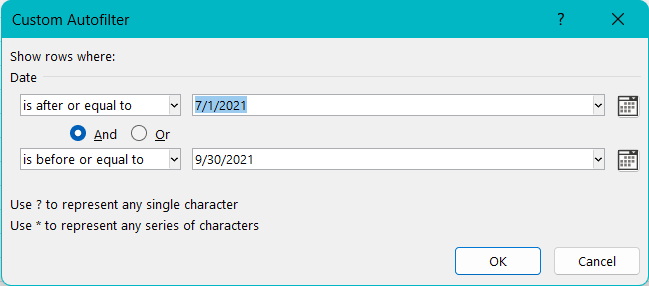 Custom Autofilter ?
Show rows where:
Date
is after or equal to 7/1/2021
And Or
is before or equal to 9/30/2021
Use ? to represent any single character
Use * to represent any series of characters
OK Cancel